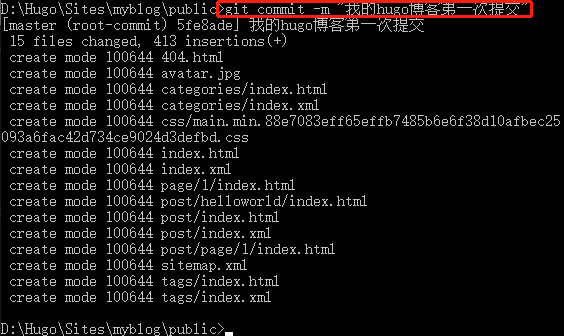 D:\Hugo\Sites\myblog\public>git commit -m "我的hugo博客第一次提交"
[master (root-commit) 5fe8ade] 我的hugo博客第一次提交
 15 files changed, 413 insertions(+)
 create mode 100644 404.html
 create mode 100644 avatar.jpg
 create mode 100644 categories/index.html
 create mode 100644 categories/index.xml
 create mode 100644 css/main.min.88e7083eff65effb7485b6e6f38d10afbec25
093a6fac42d734ce9024d3defbd.css
 create mode 100644 index.html
 create mode 100644 index.xml
 create mode 100644 page/1/index.html
 create mode 100644 post/helloworld/index.html
 create mode 100644 post/index.html
 create mode 100644 post/index.xml
 create mode 100644 post/page/1/index.html
 create mode 100644 sitemap.xml
 create mode 100644 tags/index.html
 create mode 100644 tags/index.xml
D:\Hugo\Sites\myblog\public>